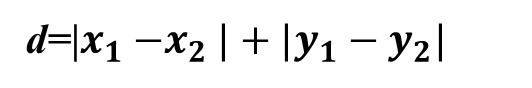 d=|x₁ −x₂ | + |y₁ − y₂|